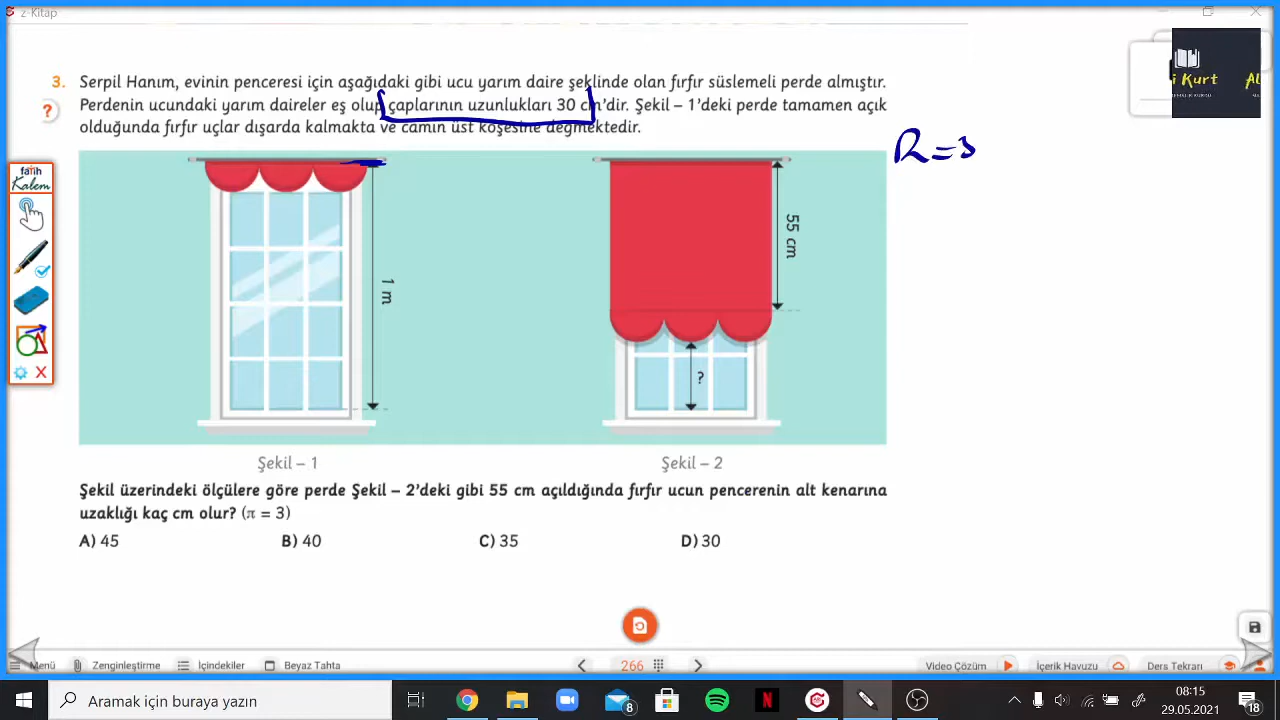 z-Kitap
3. Serpil Hanım, evinin penceresi için aşağıdaki gibi ucu yarım daire şeklinde olan fırfır süslemeli perde almıştır.
? Perdenin ucundaki yarım daireler eş olup çaplarının uzunlukları 30 cm'dir. Şekil – 1'deki perde tamamen açık
olduğunda fırfır uçlar dışarda kalmakta ve camın üst köşesine değmektedir.
i Kurt Al
R=3
fatih
Kalem
1 m
55 cm
?
Şekil – 1
Şekil – 2
Şekil üzerindeki ölçülere göre perde Şekil – 2'deki gibi 55 cm açıldığında fırfır ucun pencerenin alt kenarına
uzaklığı kaç cm olur? (π = 3)
A) 45 B) 40 C) 35 D) 30
Menü Zenginleştirme İçindekiler Beyaz Tahta 266 Video Çözüm İçerik Havuzu Ders Tekrarı
Aramak için buraya yazın 8 08:15
29.05.2021 18